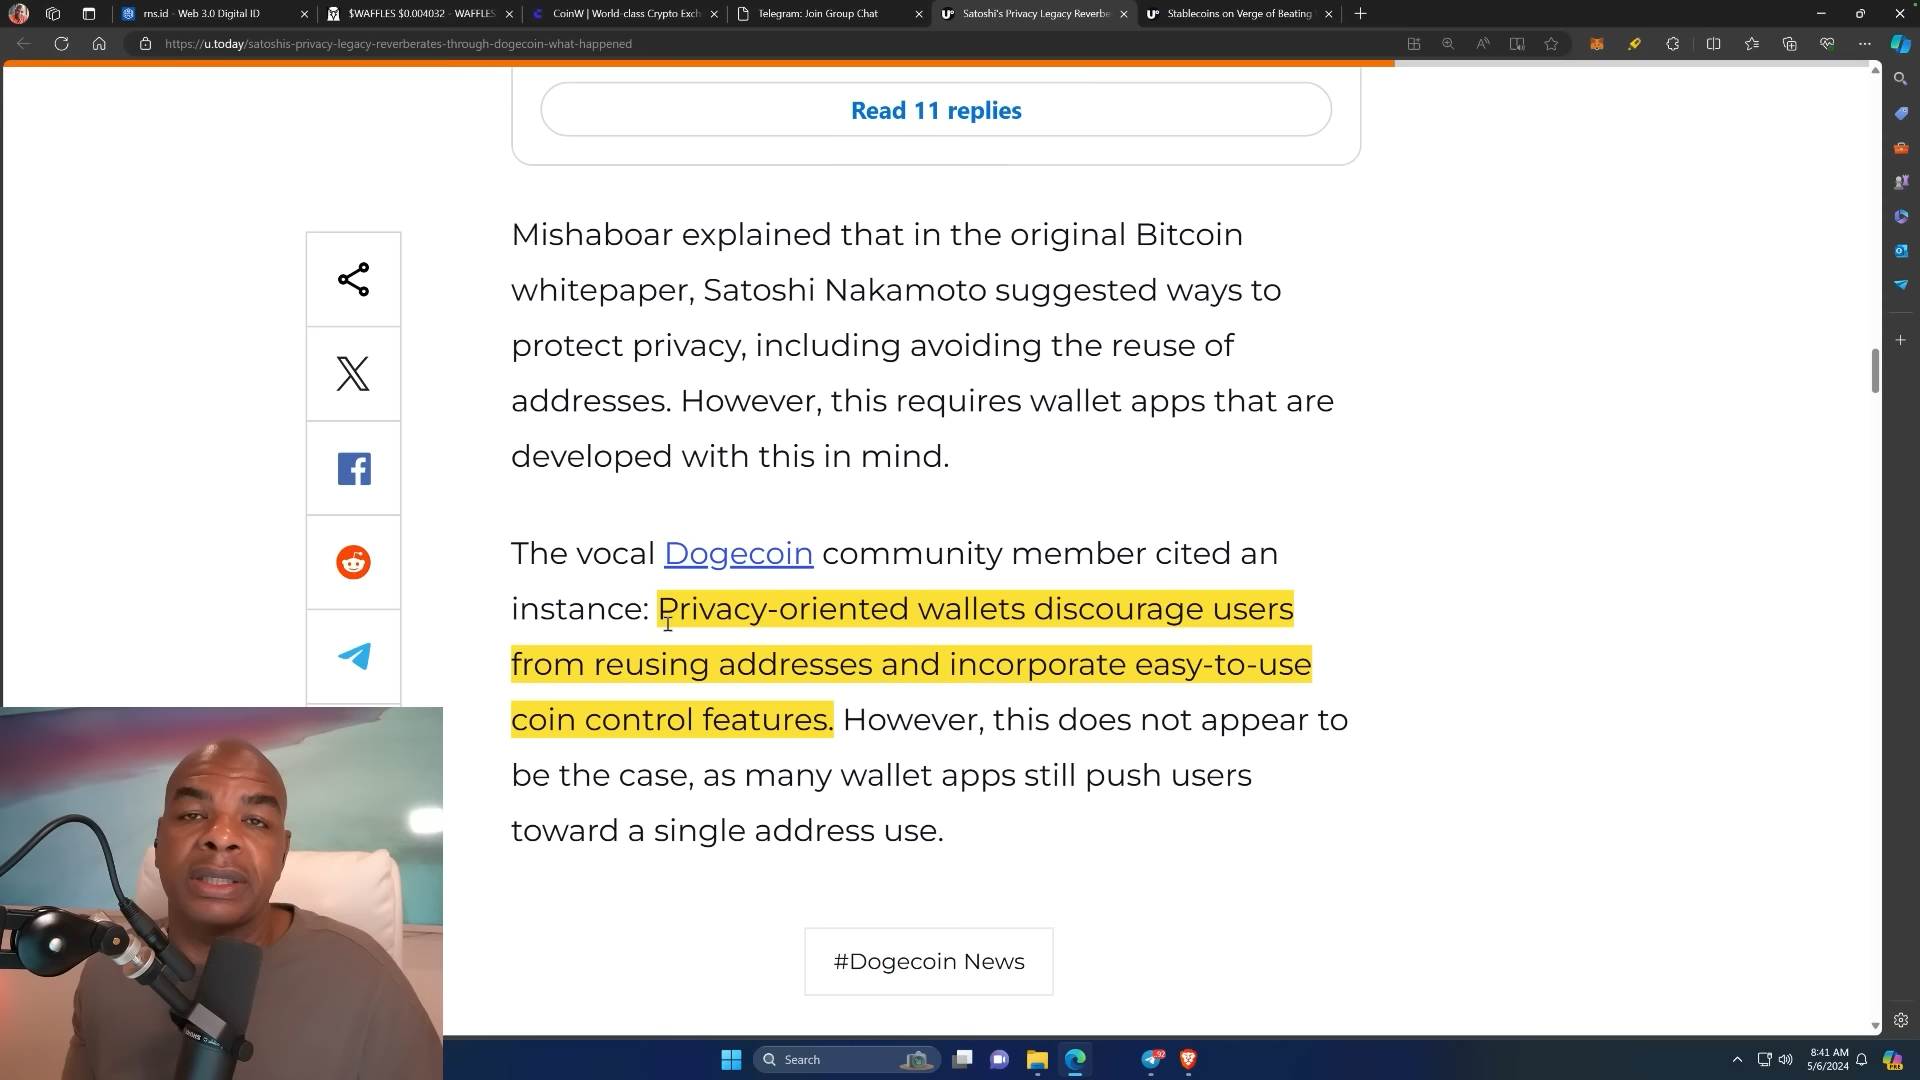 rns.id - Web 3.0 Digital ID
$WAFFLES $0.004032 - WAFFLES
CoinW | World-class Crypto Exch
Telegram: Join Group Chat
Satoshi's Privacy Legacy Reverbe
Stablecoins on Verge of Beating
https://u.today/satoshis-privacy-legacy-reverberates-through-dogecoin-what-happened
Read 11 replies
Mishaboar explained that in the original Bitcoin
whitepaper, Satoshi Nakamoto suggested ways to
protect privacy, including avoiding the reuse of
addresses. However, this requires wallet apps that are
developed with this in mind.
The vocal Dogecoin community member cited an
instance: Privacy-oriented wallets discourage users
from reusing addresses and incorporate easy-to-use
coin control features. However, this does not appear to
be the case, as many wallet apps still push users
toward a single address use.
#Dogecoin News
Search
8:41 AM
5/6/2024